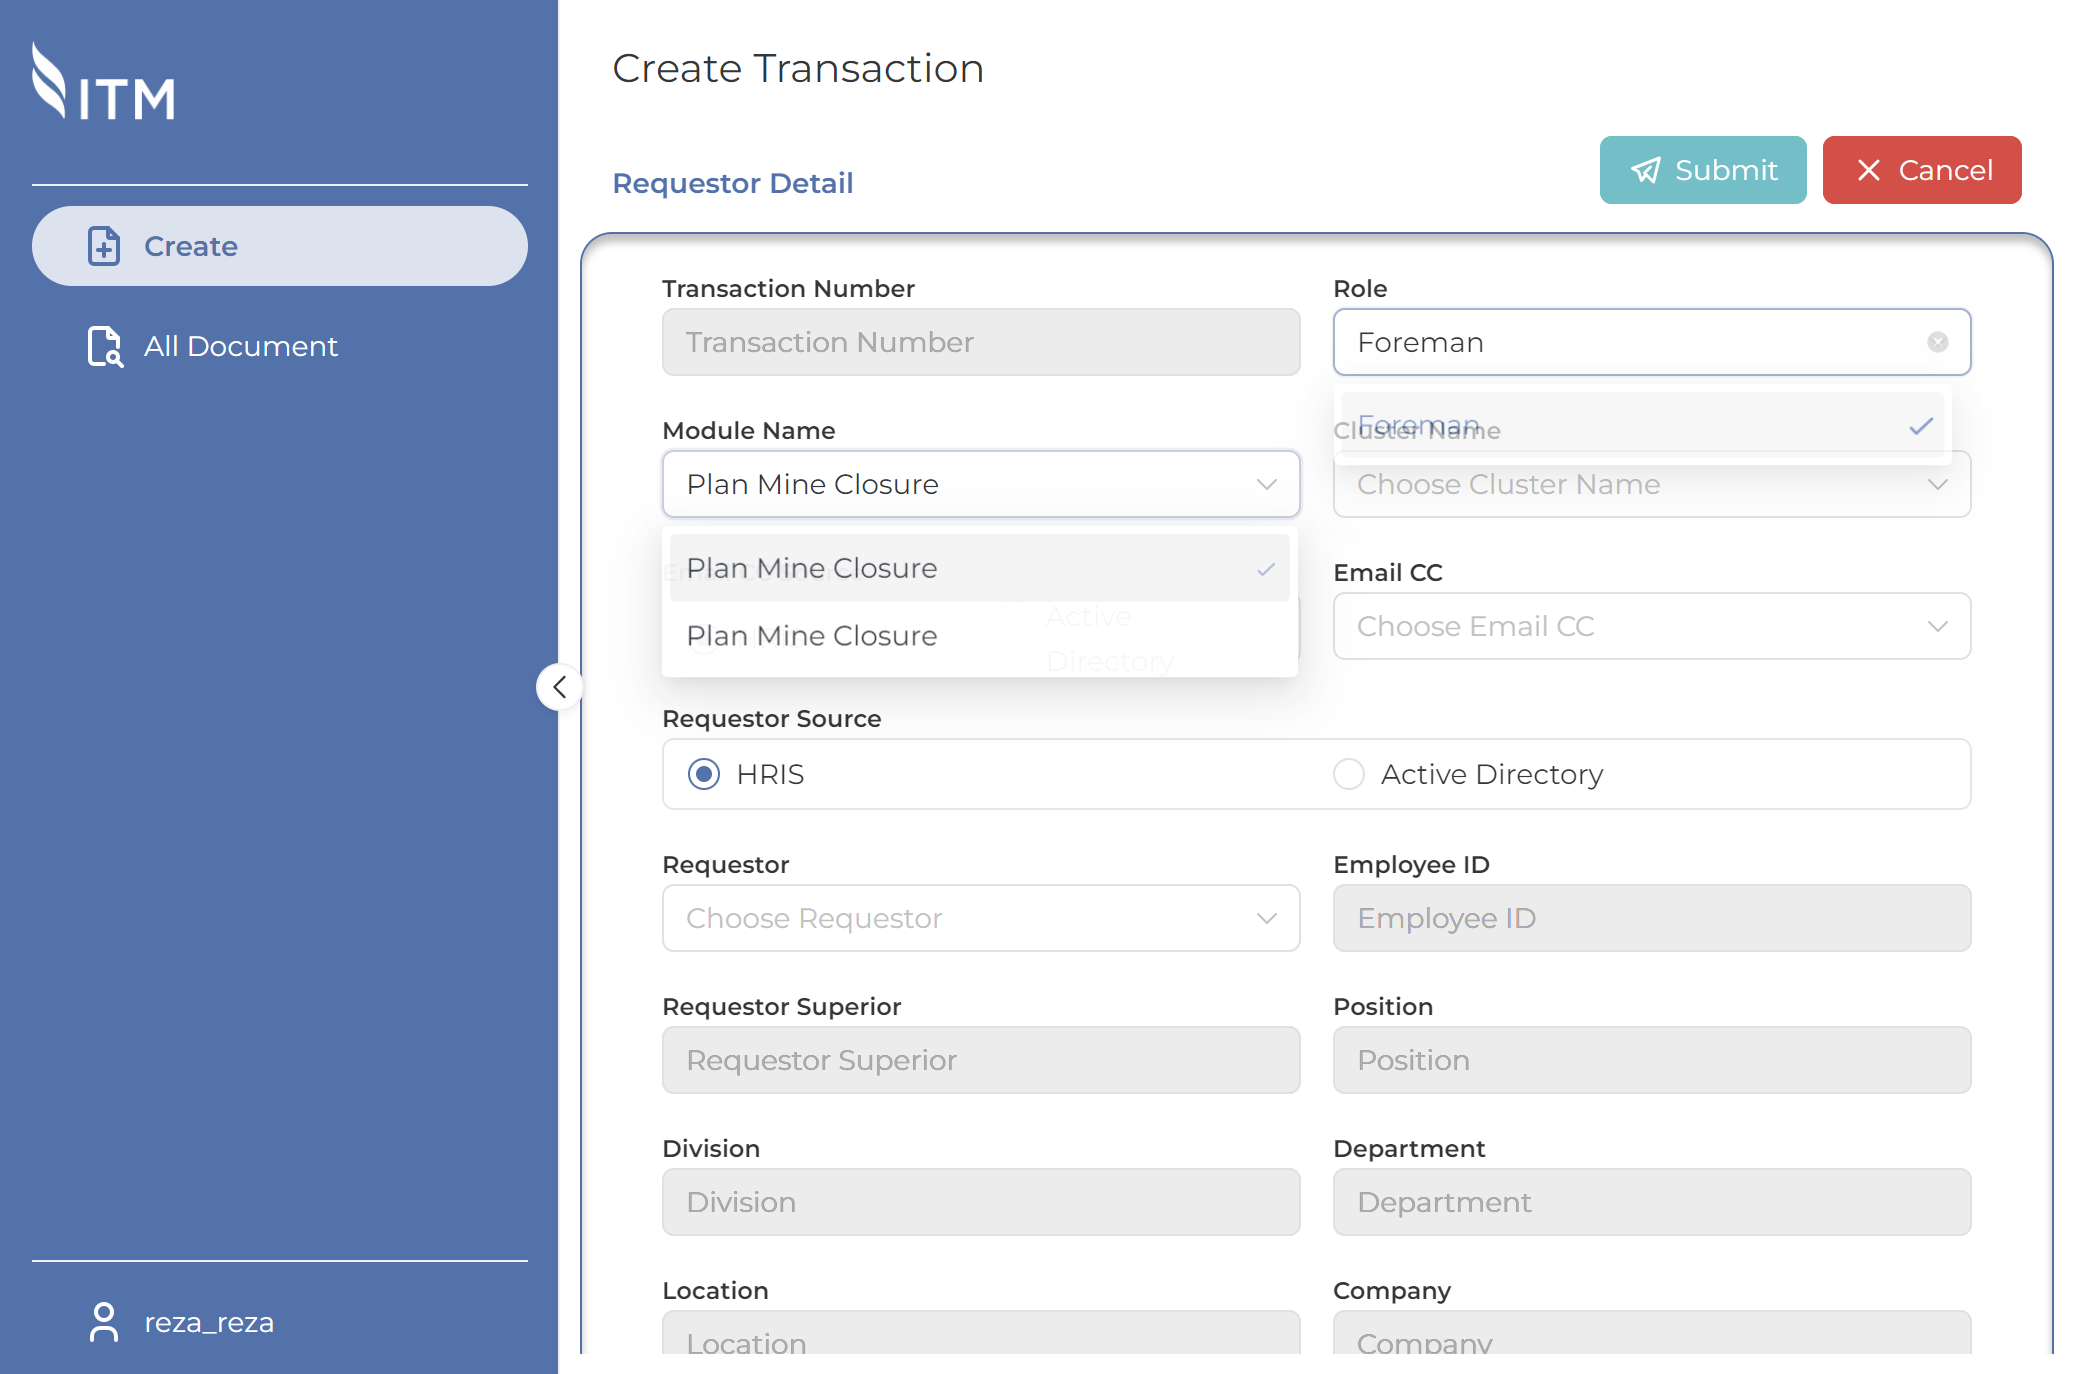 ITM
Create
All Document
reza_reza
Create Transaction
Requestor Detail
Submit
Cancel
Transaction Number
Transaction Number
Role
Foreman
Foreman
Module Name
Plan Mine Closure
Plan Mine Closure
Plan Mine Closure
Cluster Name
Choose Cluster Name
Active
Directory
Email CC
Choose Email CC
Requestor Source
HRIS
Active Directory
Requestor
Choose Requestor
Employee ID
Employee ID
Requestor Superior
Requestor Superior
Position
Position
Division
Division
Department
Department
Location
Location
Company
Company